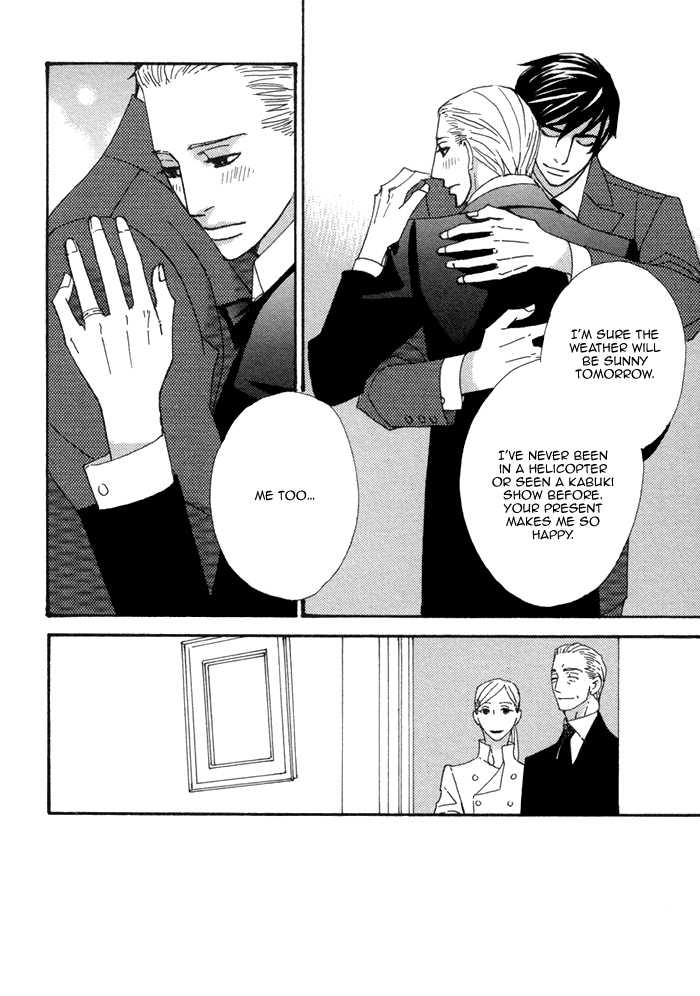 I'M SURE THE
WEATHER WILL
BE SUNNY
TOMORROW.
I'VE NEVER BEEN
IN A HELICOPTER
OR SEEN A KABUKI
SHOW BEFORE.
YOUR PRESENT
MAKES ME SO
HAPPY.
ME TOO...